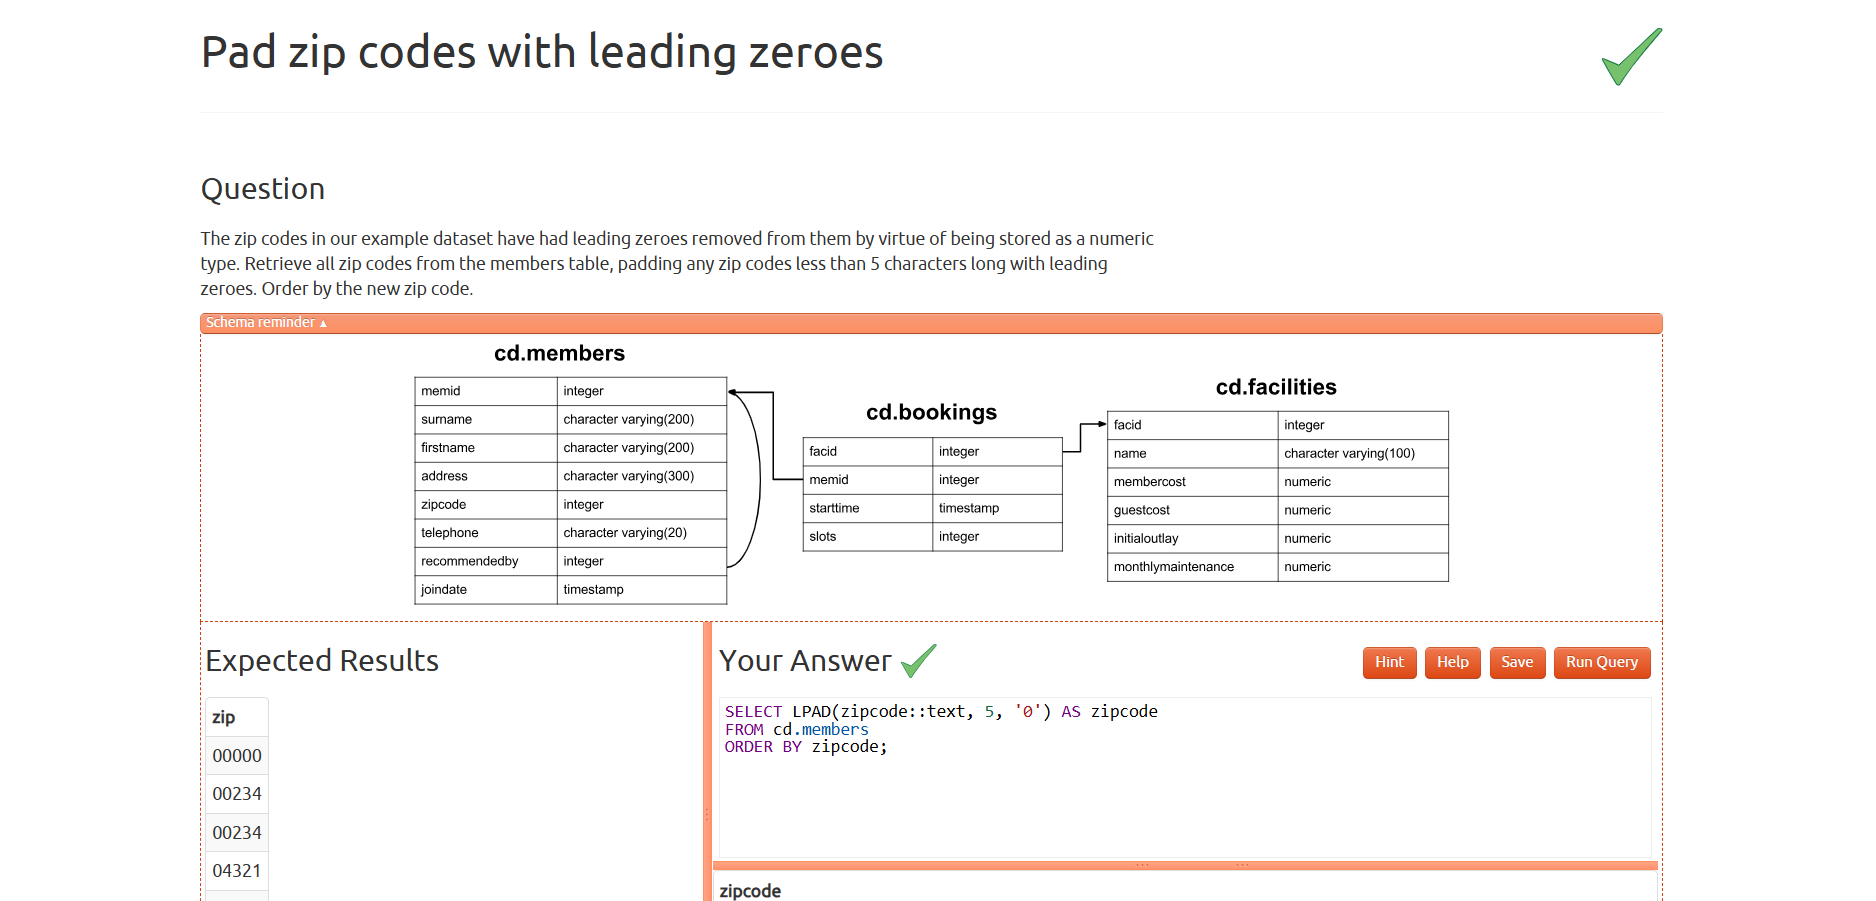 Pad zip codes with leading zeroes
Question
The zip codes in our example dataset have had leading zeroes removed from them by virtue of being stored as a numeric
type. Retrieve all zip codes from the members table, padding any zip codes less than 5 characters long with leading
zeroes. Order by the new zip code.
Schema reminder ▲
cd.members
memid integer
surname character varying(200)
firstname character varying(200)
address character varying(300)
zipcode integer
telephone character varying(20)
recommendedby integer
joindate timestamp
cd.bookings
facid integer
memid integer
starttime timestamp
slots integer
cd.facilities
facid integer
name character varying(100)
membercost numeric
guestcost numeric
initialoutlay numeric
monthlymaintenance numeric
Expected Results
zip
00000
00234
00234
04321
Your Answer
Hint Help Save Run Query
SELECT LPAD(zipcode::text, 5, '0') AS zipcode
FROM cd.members
ORDER BY zipcode;
zipcode